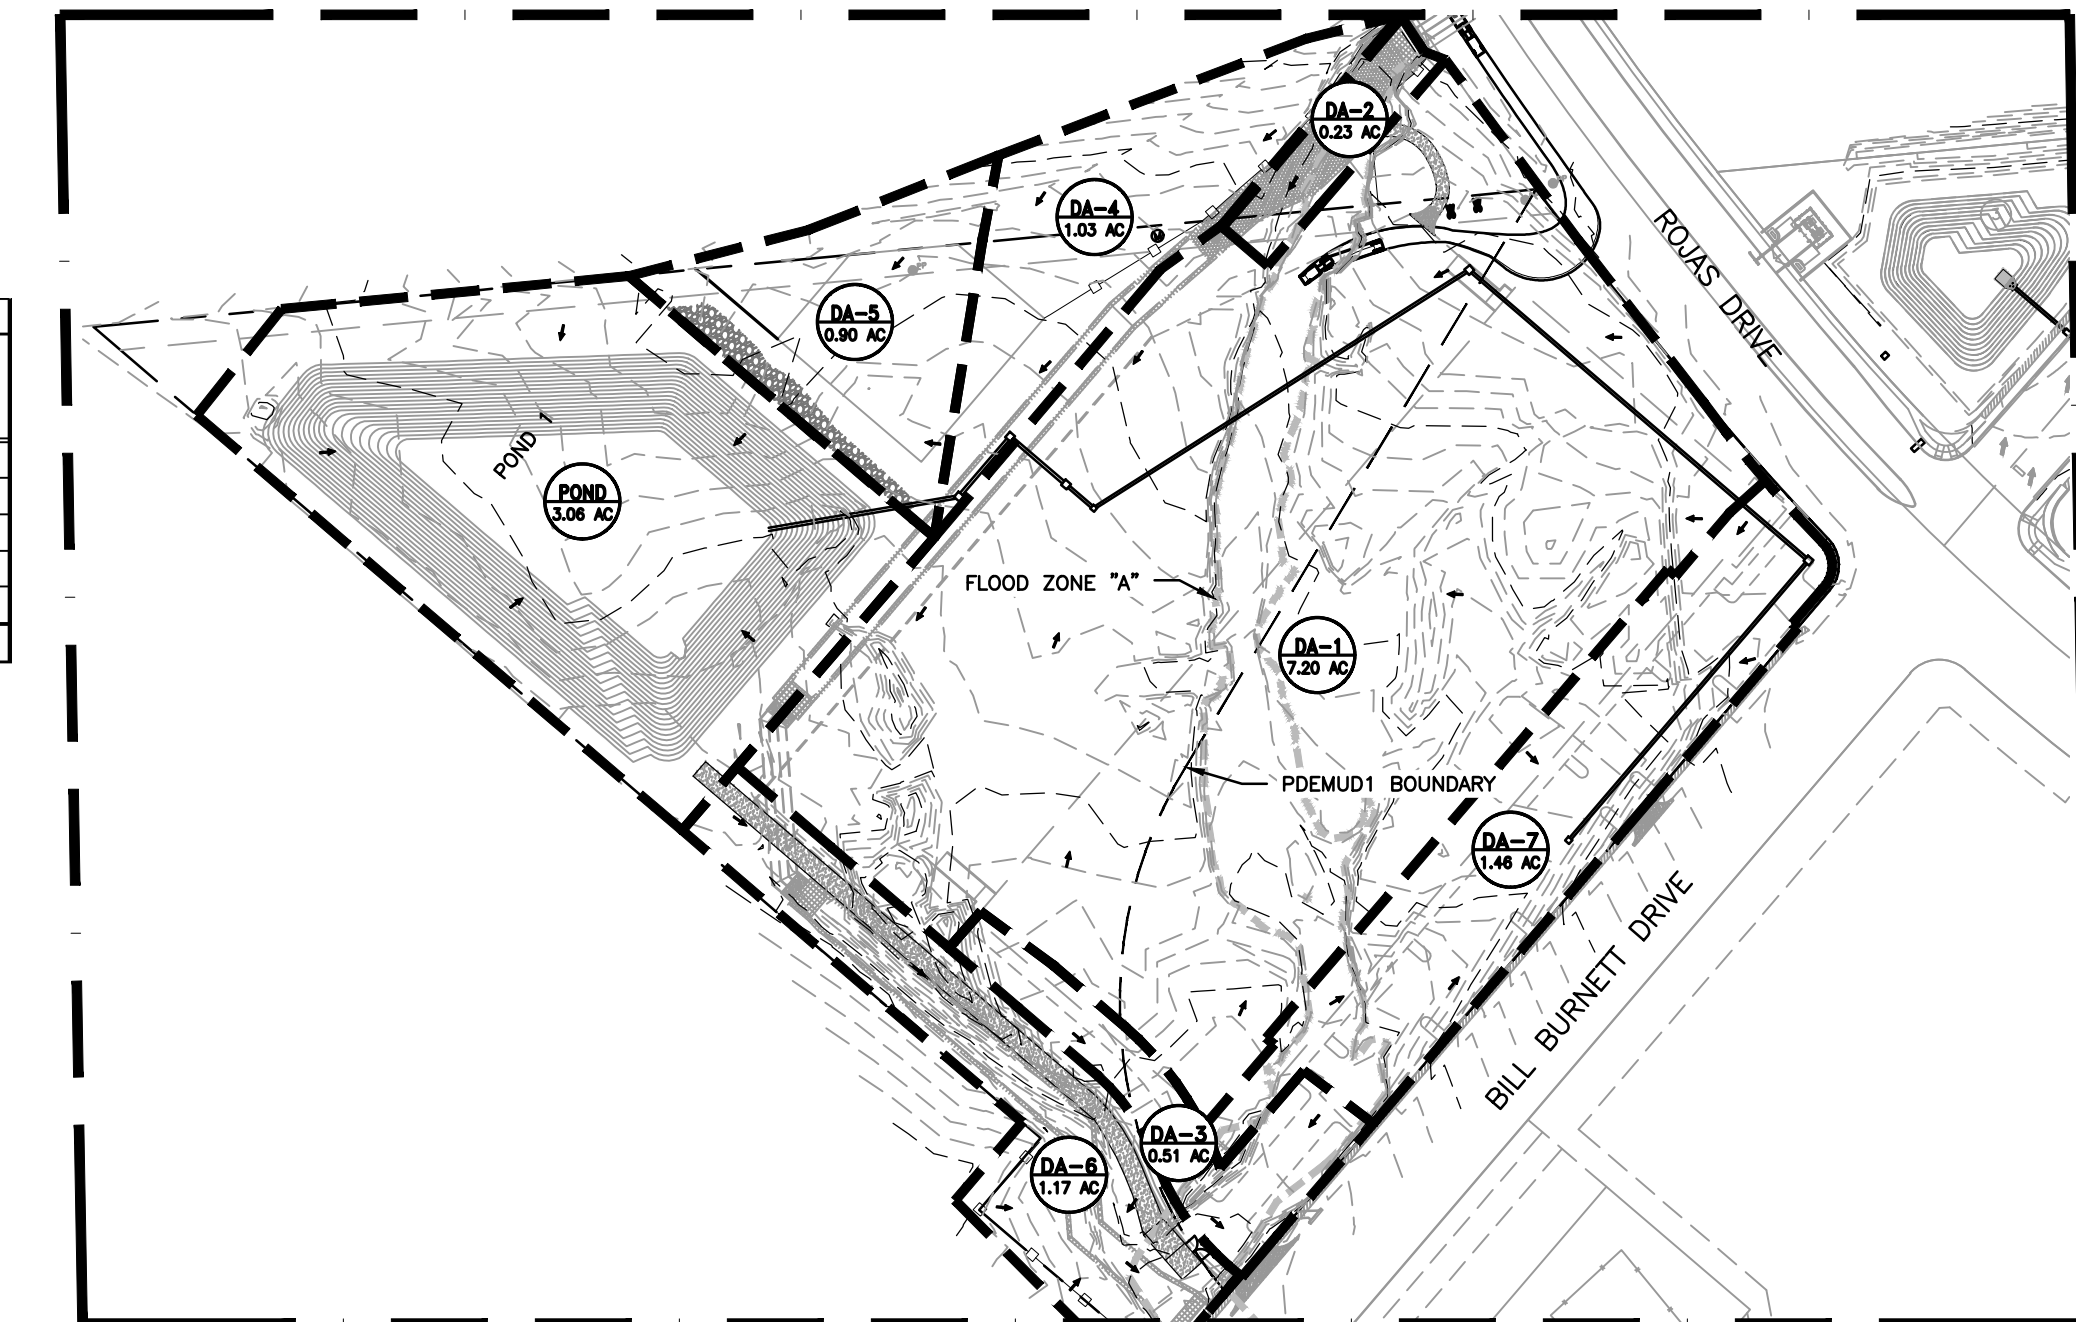 DA-2
0.23 AC
DA-4
1.03 AC
ROJAS DRIVE
DA-5
0.90 AC
POND 1
POND
3.06 AC
FLOOD ZONE "A"
DA-1
7.20 AC
PDEMUD1 BOUNDARY
DA-7
1.46 AC
BILL BURNETT DRIVE
DA-3
0.51 AC
DA-6
1.17 AC